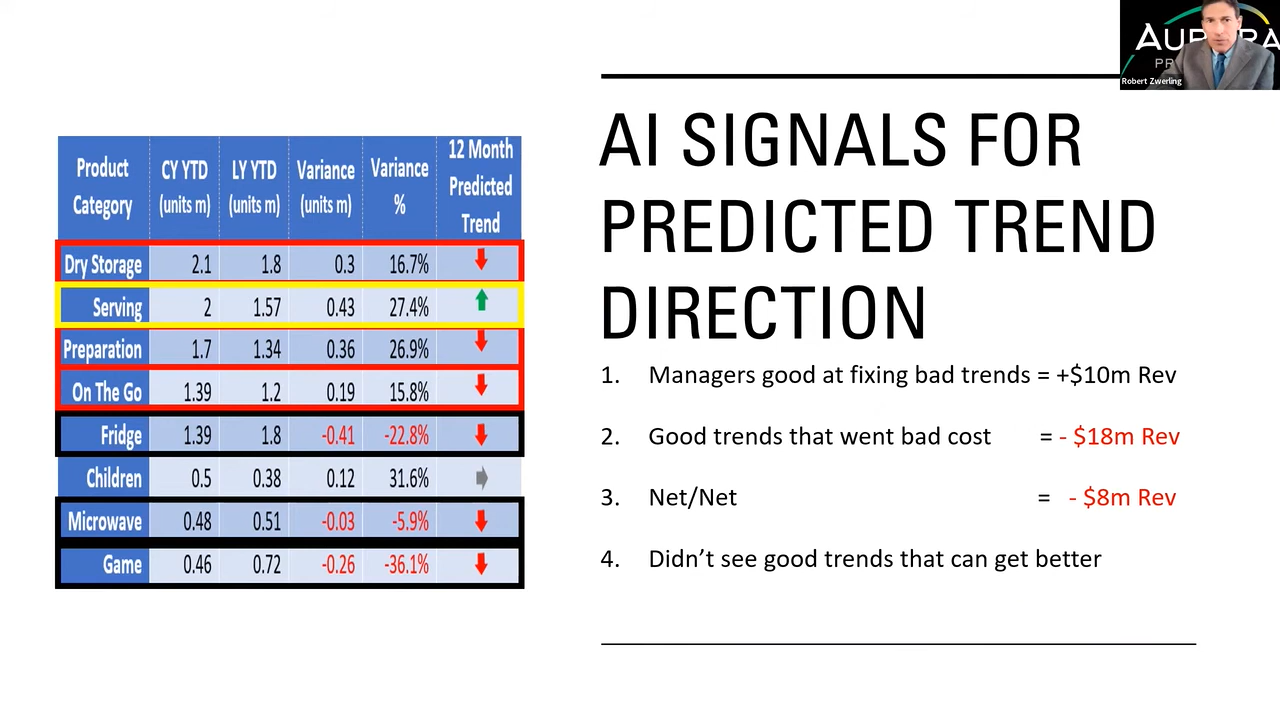 AURORA
PR
Robert Zwerling
AI SIGNALS FOR
PREDICTED TREND
DIRECTION
Product Category CY YTD (units m) LY YTD (units m) Variance (units m) Variance % 12 Month Predicted Trend
Dry Storage 2.1 1.8 0.3 16.7%
Serving 2 1.57 0.43 27.4%
Preparation 1.7 1.34 0.36 26.9%
On The Go 1.39 1.2 0.19 15.8%
Fridge 1.39 1.8 -0.41 -22.8%
Children 0.5 0.38 0.12 31.6%
Microwave 0.48 0.51 -0.03 -5.9%
Game 0.46 0.72 -0.26 -36.1%
1. Managers good at fixing bad trends = +$10m Rev
2. Good trends that went bad cost = - $18m Rev
3. Net/Net = - $8m Rev
4. Didn’t see good trends that can get better